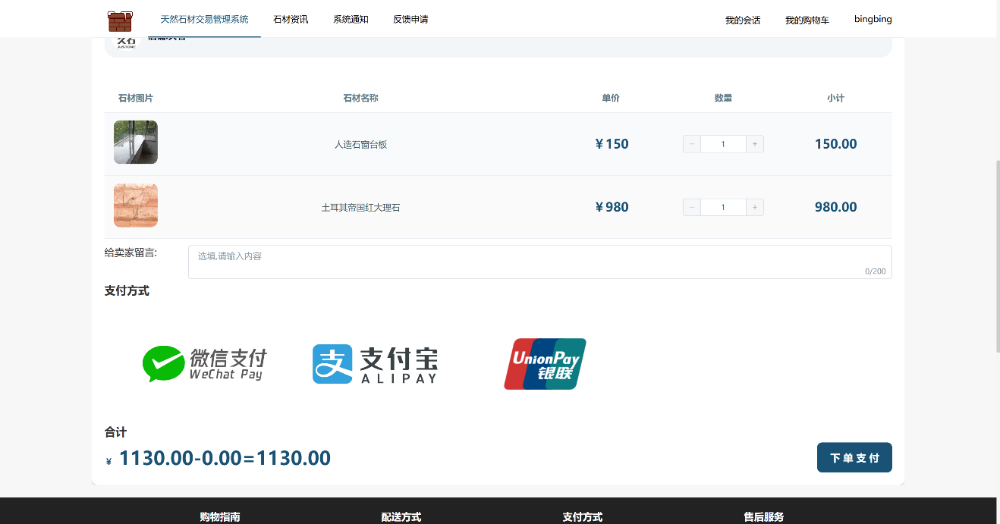 天然石材交易管理系统 石材资讯 系统通知 反馈申请 我的会话 我的购物车 bingbing
久石
JUSTONE
石材图片 石材名称 单价 数量 小计
人造石窗台板 ¥150 − 1 + 150.00
土耳其帝国红大理石 ¥980 − 1 + 980.00
给卖家留言: 选填,请输入内容
0/200
支付方式
微信支付 支付宝 UnionPay
WeChat Pay ALIPAY 银联
合计
¥ 1130.00-0.00=1130.00 下单支付
购物指南 配送方式 支付方式 售后服务